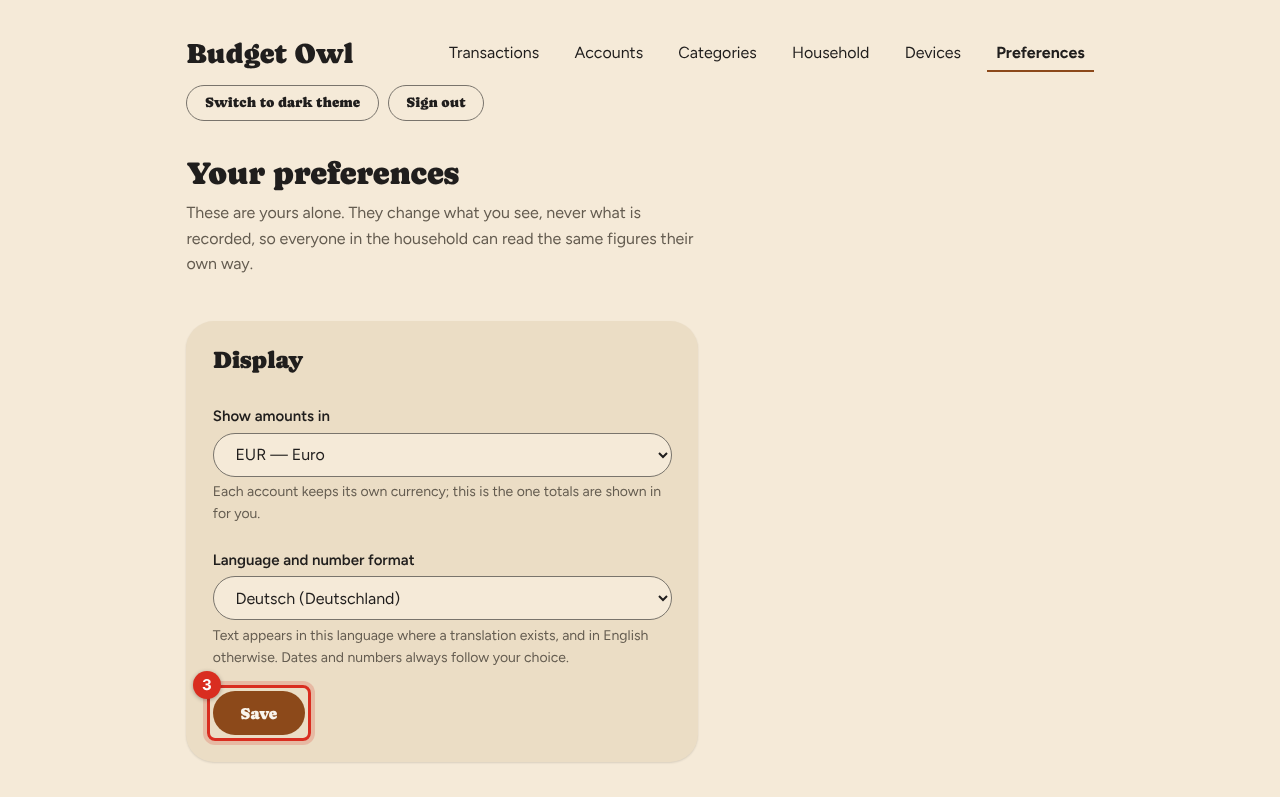 Budget Owl
Transactions
Accounts
Categories
Household
Devices
Preferences
Switch to dark theme
Sign out
Your preferences
These are yours alone. They change what you see, never what is
recorded, so everyone in the household can read the same figures their
own way.
Display
Show amounts in
EUR — Euro
Each account keeps its own currency; this is the one totals are shown in
for you.
Language and number format
Deutsch (Deutschland)
Text appears in this language where a translation exists, and in English
otherwise. Dates and numbers always follow your choice.
3
Save